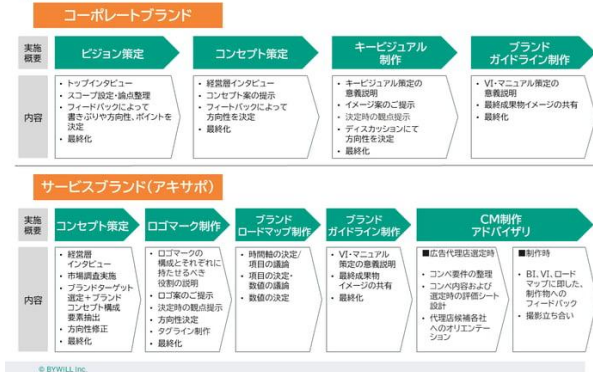 コーポレートブランド
実施
概要
ビジョン策定
コンセプト策定
キービジュアル
制作
ブランド
ガイドライン制作
内容
・トップインタビュー
・スコープ設定・論点整理
・フィードバックによって
書きぶりや方向性、ポイントを
決定
・最終化
・経営層インタビュー
・コンセプト案の提示
・フィートバックによって
方向性を決定
・最終化
・キービジュアル策定の
意義説明
・イメージ案のご提示
・決定時の観点提示
・ディスカッションにて
方向性を決定
・最終化
・VI・マニュアル策定の
意義説明
・最終成果物イメージの共有
・最終化
サービスブランド(アキサポ)
実施
概要
コンセプト策定
ロゴマーク制作
ブランド
ロードマップ制作
ブランド
ガイドライン制作
CM制作
アドバイザリ
内容
・経営層
インタビュー
・市場調査実施
・ブランドターゲット
選定+ブランド
コンセプト構成
要素抽出
・方向性修正
・最終化
・ロゴマークの
構成とそれぞれに
持たせるべき
役割の説明
・ロゴ案のご提示
・決定時の観点提示
・方向性決定
・タグライン制作
・最終化
・時間軸の決定/
項目の議論
・項目の決定・
数値の議論
・数値の決定
・VI・マニュアル
策定の意義説明
・最終成果物
イメージの共有
・最終化
■広告代理店選定時
・コンペ要件の整理
・コンペ内容および
選定時の評価シート
設計
・代理店候補各社
へのオリエンテー
ション
■制作時
・BI、VI、ロード
マップに即した、
制作物への
フィードバック
・撮影立ち合い
© BYWILL Inc.